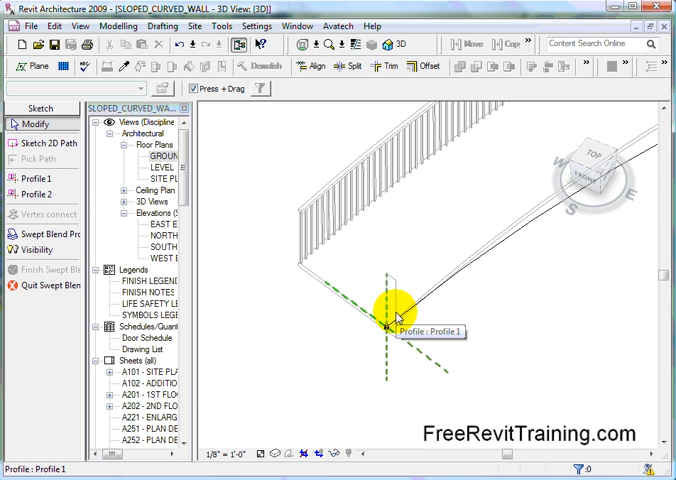 Revit Architecture 2009 - [SLOPED_CURVED_WALL - 3D View: {3D}]
File Edit View Modelling Drafting Site Tools Settings Window Avatech Help
3D Move Cop Content Search Online
Plane Demolish Align Split Trim Offset
Press + Drag
Sketch
Modify
Sketch 2D Path
Pick Path
Profile 1
Profile 2
Vertex connect
Swept Blend Pro
Visibility
Finish Swept Ble
Quit Swept Blen
SLOPED_CURVED_WA...
Views (Discipline
Architectural
Floor Plans
GROUN
LEVEL
SITE PL
Ceiling Plan
3D Views
Elevations (
EAST E
NORTH
SOUTH
WEST E
Legends
FINISH LEGEND
FINISH NOTES
LIFE SAFETY LE
SYMBOLS LEGE
Schedules/Quant
Door Schedule
Drawing List
Sheets (all)
A101 - SITE PL
A102 - ADDITIO
A201 - 1ST FLO
A202 - 2ND FLO
A221 - ENLARG
A251 - PLAN DE
A252 - PLAN DE
TOP
FRONT
W
S
E
Profile : Profile 1
FreeRevitTraining.com
1/8" = 1'-0"
Profile : Profile 1
:0